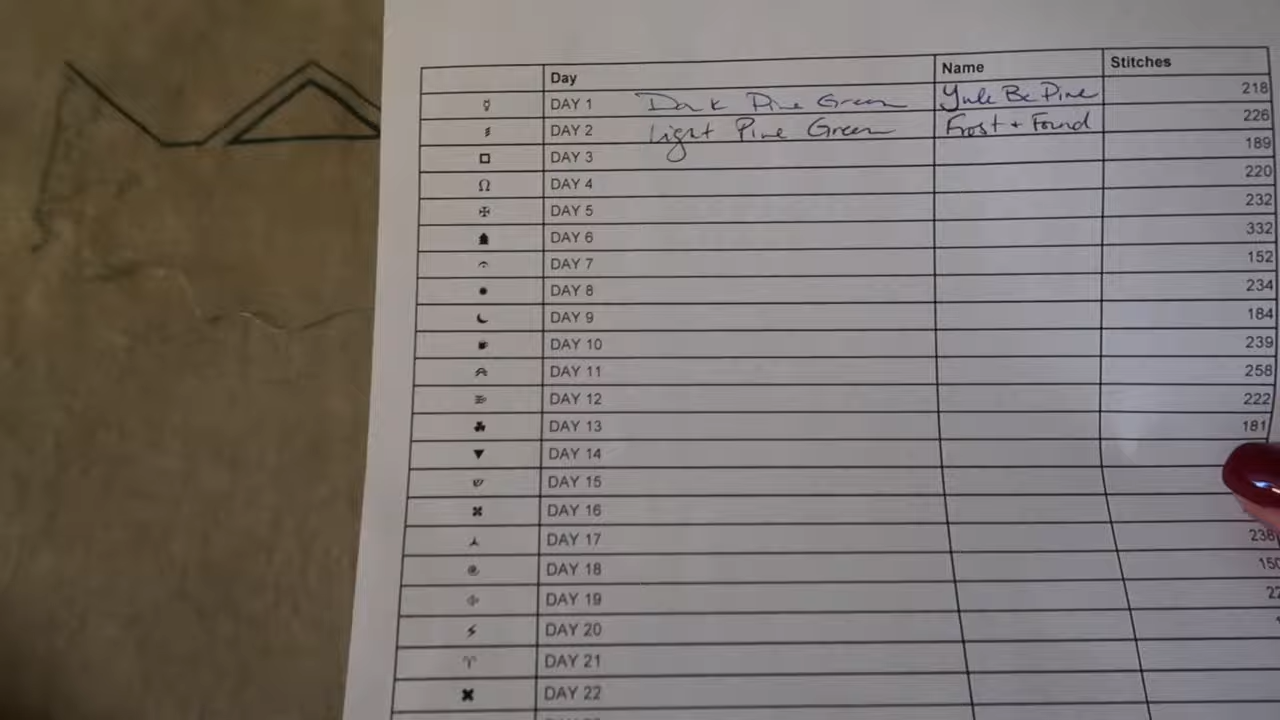 Day Name Stitches
DAY 1 Dark Pine Green Yule Be Pine 218
DAY 2 Light Pine Green Frost + Found 226
DAY 3 189
DAY 4 220
DAY 5 232
DAY 6 332
DAY 7 152
DAY 8 234
DAY 9 184
DAY 10 239
DAY 11 258
DAY 12 222
DAY 13 181
DAY 14
DAY 15
DAY 16
DAY 17 238
DAY 18 150
DAY 19
DAY 20
DAY 21
DAY 22